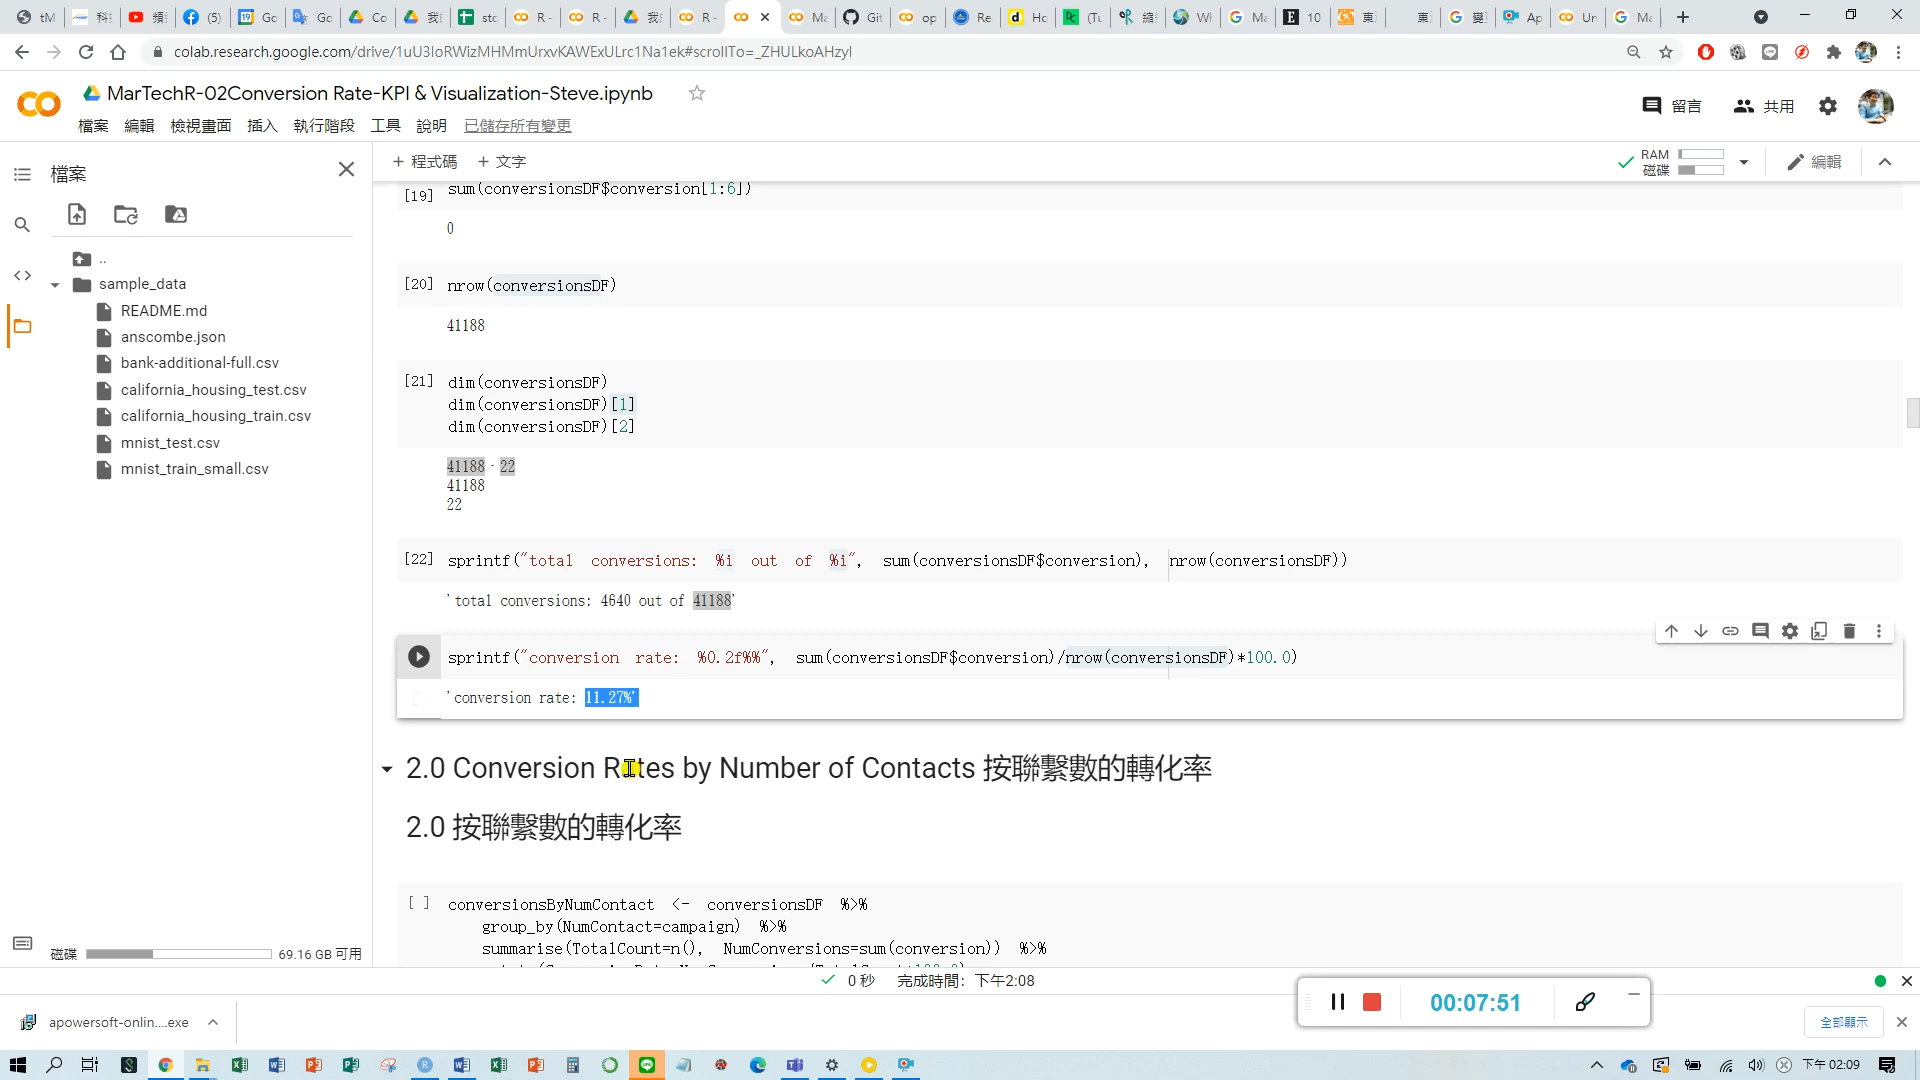 colab.research.google.com/drive/1uU3IoRWizMHMmUrxvKAWExULrc1Na1ek#scrollTo=_ZHULkoAHzyl
MarTechR-02Conversion Rate-KPI & Visualization-Steve.ipynb
留言
共用
檔案 編輯 檢視畫面 插入 執行階段 工具 說明 已儲存所有變更
檔案
+ 程式碼 + 文字
RAM
磁碟
編輯
..
sample_data
README.md
anscombe.json
bank-additional-full.csv
california_housing_test.csv
california_housing_train.csv
mnist_test.csv
mnist_train_small.csv
磁碟 69.16 GB 可用
[19] sum(conversionsDF$conversion[1:6])
0
[20] nrow(conversionsDF)
41188
[21] dim(conversionsDF)
dim(conversionsDF)[1]
dim(conversionsDF)[2]
41188 · 22
41188
22
[22] sprintf("total conversions: %i out of %i", sum(conversionsDF$conversion), nrow(conversionsDF))
'total conversions: 4640 out of 41188'
sprintf("conversion rate: %0.2f%%", sum(conversionsDF$conversion)/nrow(conversionsDF)*100.0)
'conversion rate: 11.27%'
2.0 Conversion Rates by Number of Contacts 按聯繫數的轉化率
2.0 按聯繫數的轉化率
[ ] conversionsByNumContact <- conversionsDF %>%
group_by(NumContact=campaign) %>%
summarise(TotalCount=n(), NumConversions=sum(conversion)) %>%
0 秒 完成時間: 下午2:08
00:07:51
apowersoft-onlin....exe
全部顯示
下午 02:09